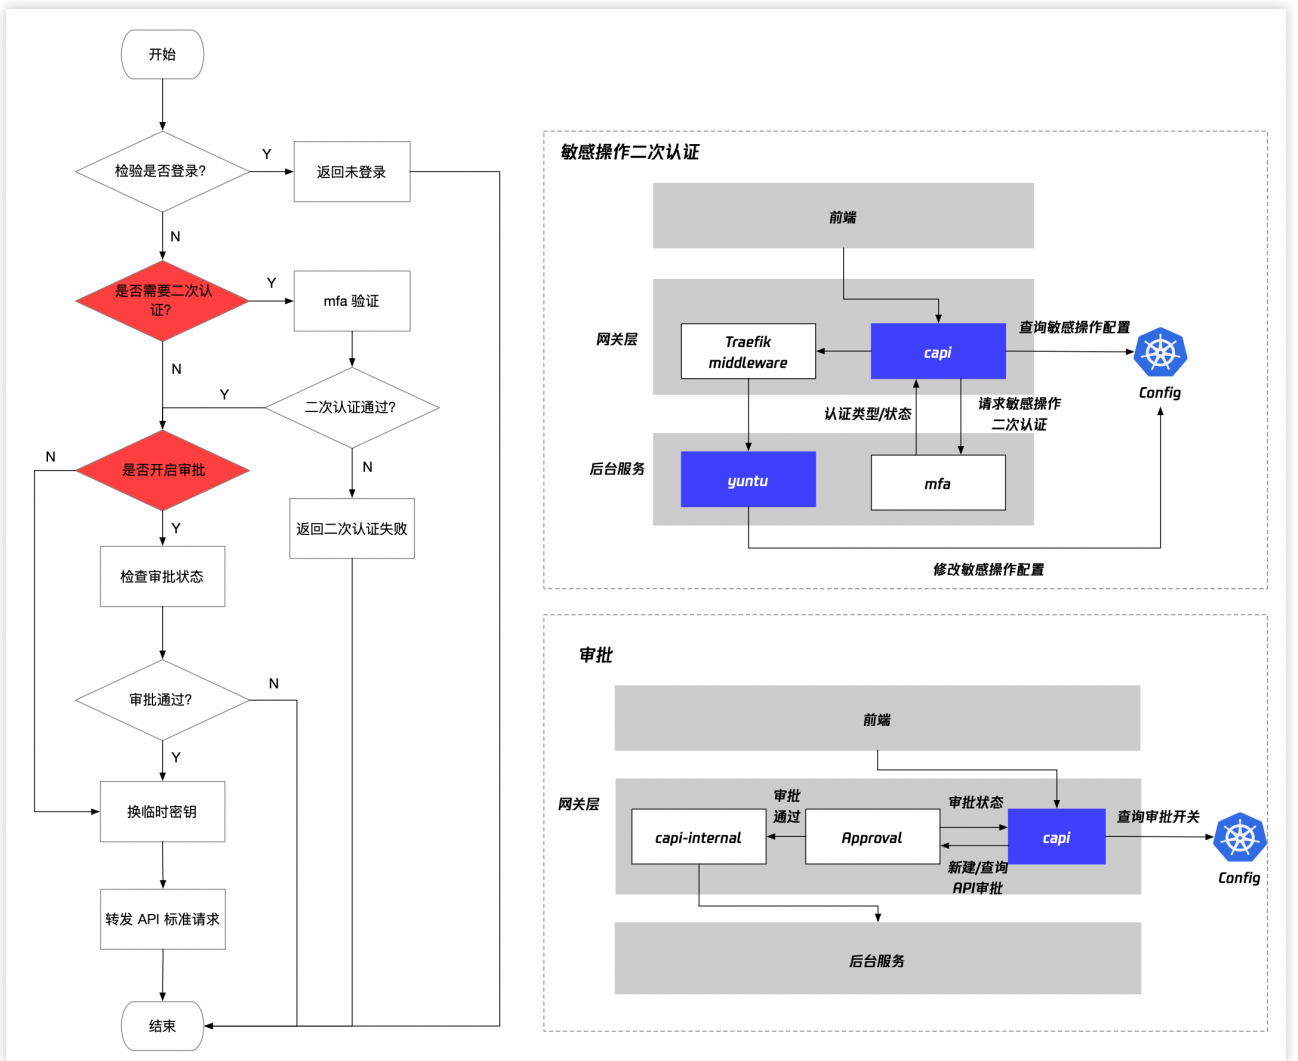 开始
检验是否登录?
Y
返回未登录
N
是否需要二次认
证?
Y
mfa 验证
N
Y
二次认证通过?
N
是否开启审批
N
返回二次认证失败
Y
检查审批状态
审批通过?
N
Y
换临时密钥
转发 API 标准请求
结束
敏感操作二次认证
前端
网关层
Traefik
middleware
capi
查询敏感操作配置
Config
认证类型/状态
请求敏感操作
二次认证
后台服务
yuntu
mfa
修改敏感操作配置
审批
前端
网关层
capi-internal
审批
通过
Approval
审批状态
新建/查询
API审批
capi
查询审批开关
Config
后台服务